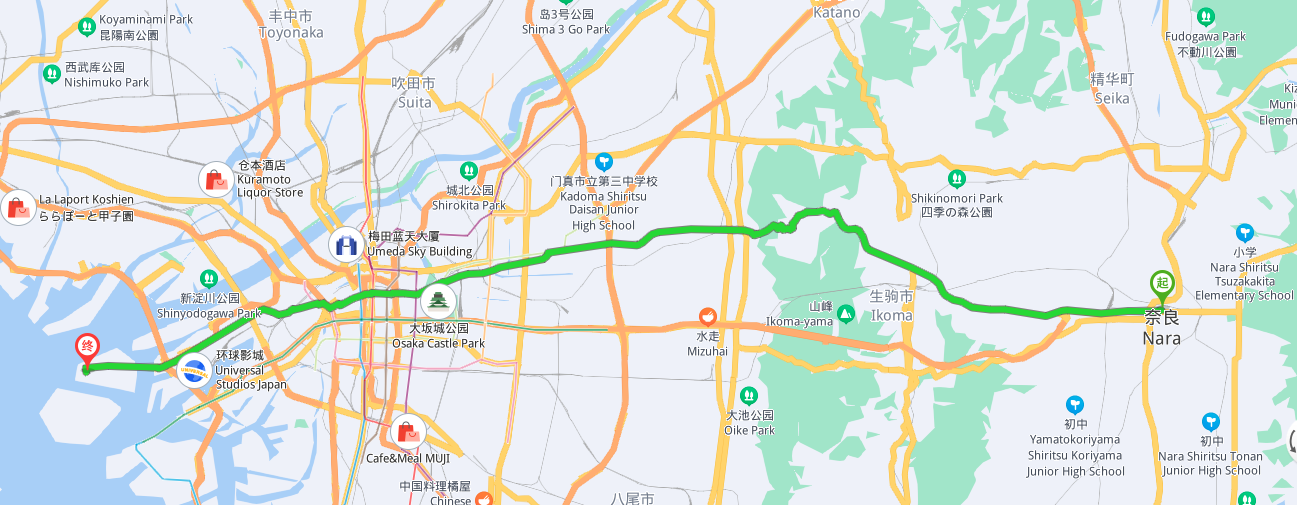 Koyaminami Park
昆陽南公園
丰中市
Toyonaka
岛3号公园
Shima 3 Go Park
Katano
Fudogawa Park
不動川公園
西武库公园
Nishimuko Park
吹田市
Suita
精华町
Seika
Kiz
Munic
Elemen
仓本酒店
Kuramoto
Liquor Store
La Laport Koshien
ららぽーと甲子園
城北公园
Shirokita Park
门真市立第三中学校
Kadoma Shiritsu
Daisan Junior
High School
Shikinomori Park
四季の森公園
梅田蓝天大厦
Umeda Sky Building
小学
Nara Shiritsu
Tsuzakakita
Elementary School
新淀川公园
Shinyodogawa Park
大坂城公园
Osaka Castle Park
山峰
Ikoma-yama
生驹市
Ikoma
起
奈良
Nara
水走
Mizuhai
终
环球影城
Universal
Studios Japan
UNIVERSAL
大池公园
Oike Park
初中
Yamatokoriyama
Shiritsu Koriyama
Junior High School
初中
Nara Shiritsu Tonan
Junior High School
Cafe&Meal MUJI
中国料理橘屋
Chinese
八尾市